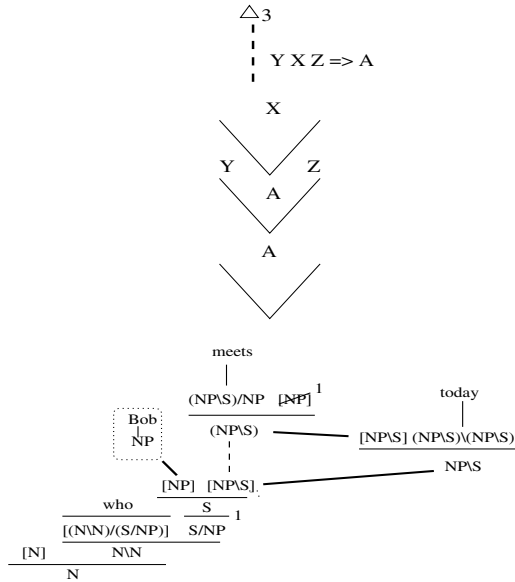 △3
Y X Z => A
X
Y Z
A
A
meets
(NP\S)/NP [NP] 1
today
Bob
NP
(NP\S)
[NP\S] (NP\S)\(NP\S)
NP\S
[NP] [NP\S]
who S
[(N\N)/(S/NP)] S/NP 1
[N] N\N
N